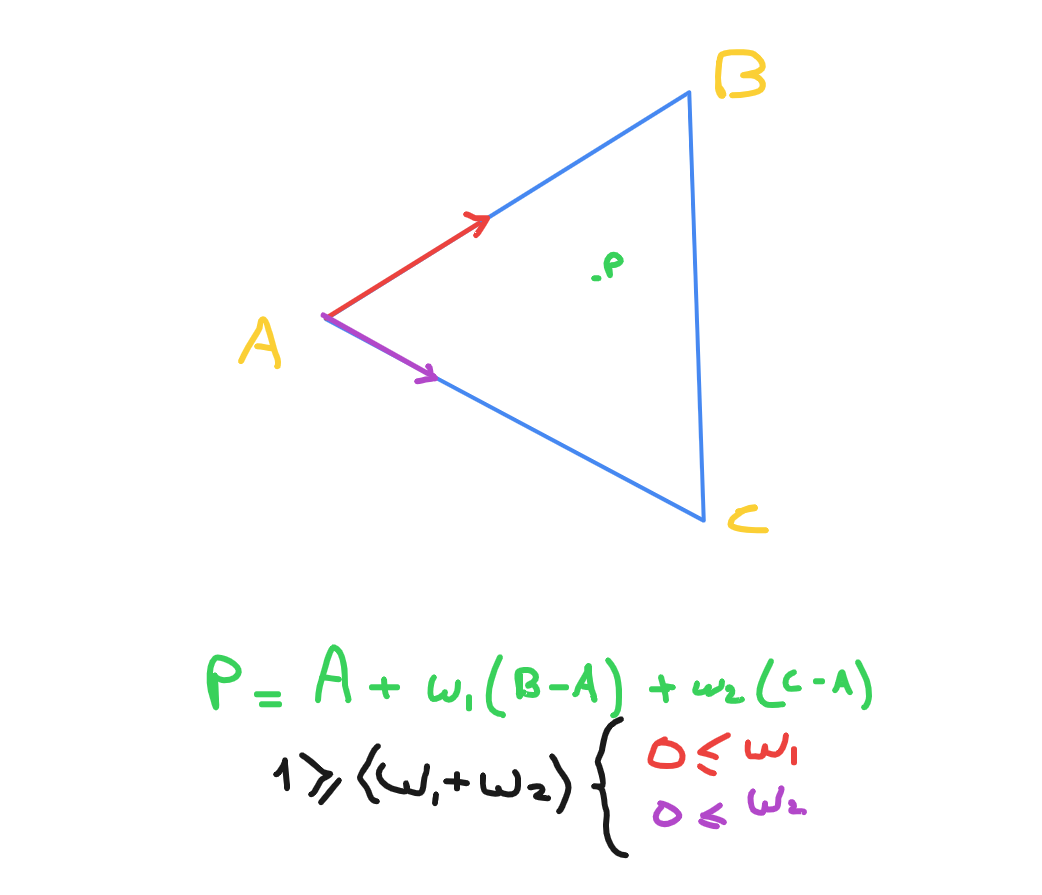 B
P
A
C
P = A + w₁(B-A) + w₂(C-A)
1 ≥ (w₁+w₂) { 0 ≤ w₁
0 ≤ w₂